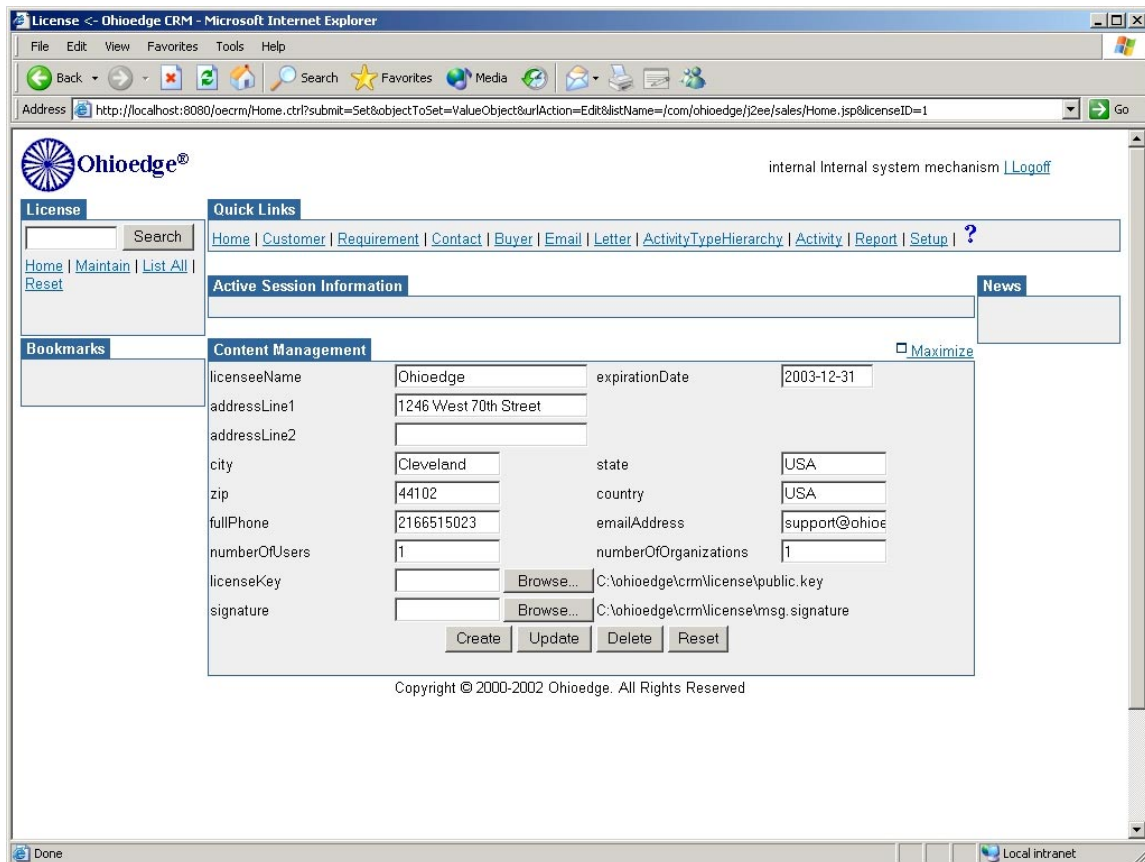 License <- Ohioedge CRM - Microsoft Internet Explorer
File Edit View Favorites Tools Help
Back Search Favorites Media
Address http://localhost:8080/oecrm/Home.ctrl?submit=Set&objectToSet=ValueObject&urlAction=Edit&listName=/com/ohioedge/j2ee/sales/Home.jsp&licenseID=1 Go
Ohioedge®
internal Internal system mechanism | Logoff
License
Search
Home | Maintain | List All |
Reset
Bookmarks
Quick Links
Home | Customer | Requirement | Contact | Buyer | Email | Letter | ActivityTypeHierarchy | Activity | Report | Setup | ?
Active Session Information
News
Content Management
Maximize
licenseeName Ohioedge expirationDate 2003-12-31
addressLine1 1246 West 70th Street
addressLine2
city Cleveland state USA
zip 44102 country USA
fullPhone 2166515023 emailAddress support@ohioe
numberOfUsers 1 numberOfOrganizations 1
licenseKey Browse... C:\ohioedge\crm\license\public.key
signature Browse... C:\ohioedge\crm\license\msg.signature
Create Update Delete Reset
Copyright © 2000-2002 Ohioedge. All Rights Reserved
Done Local intranet